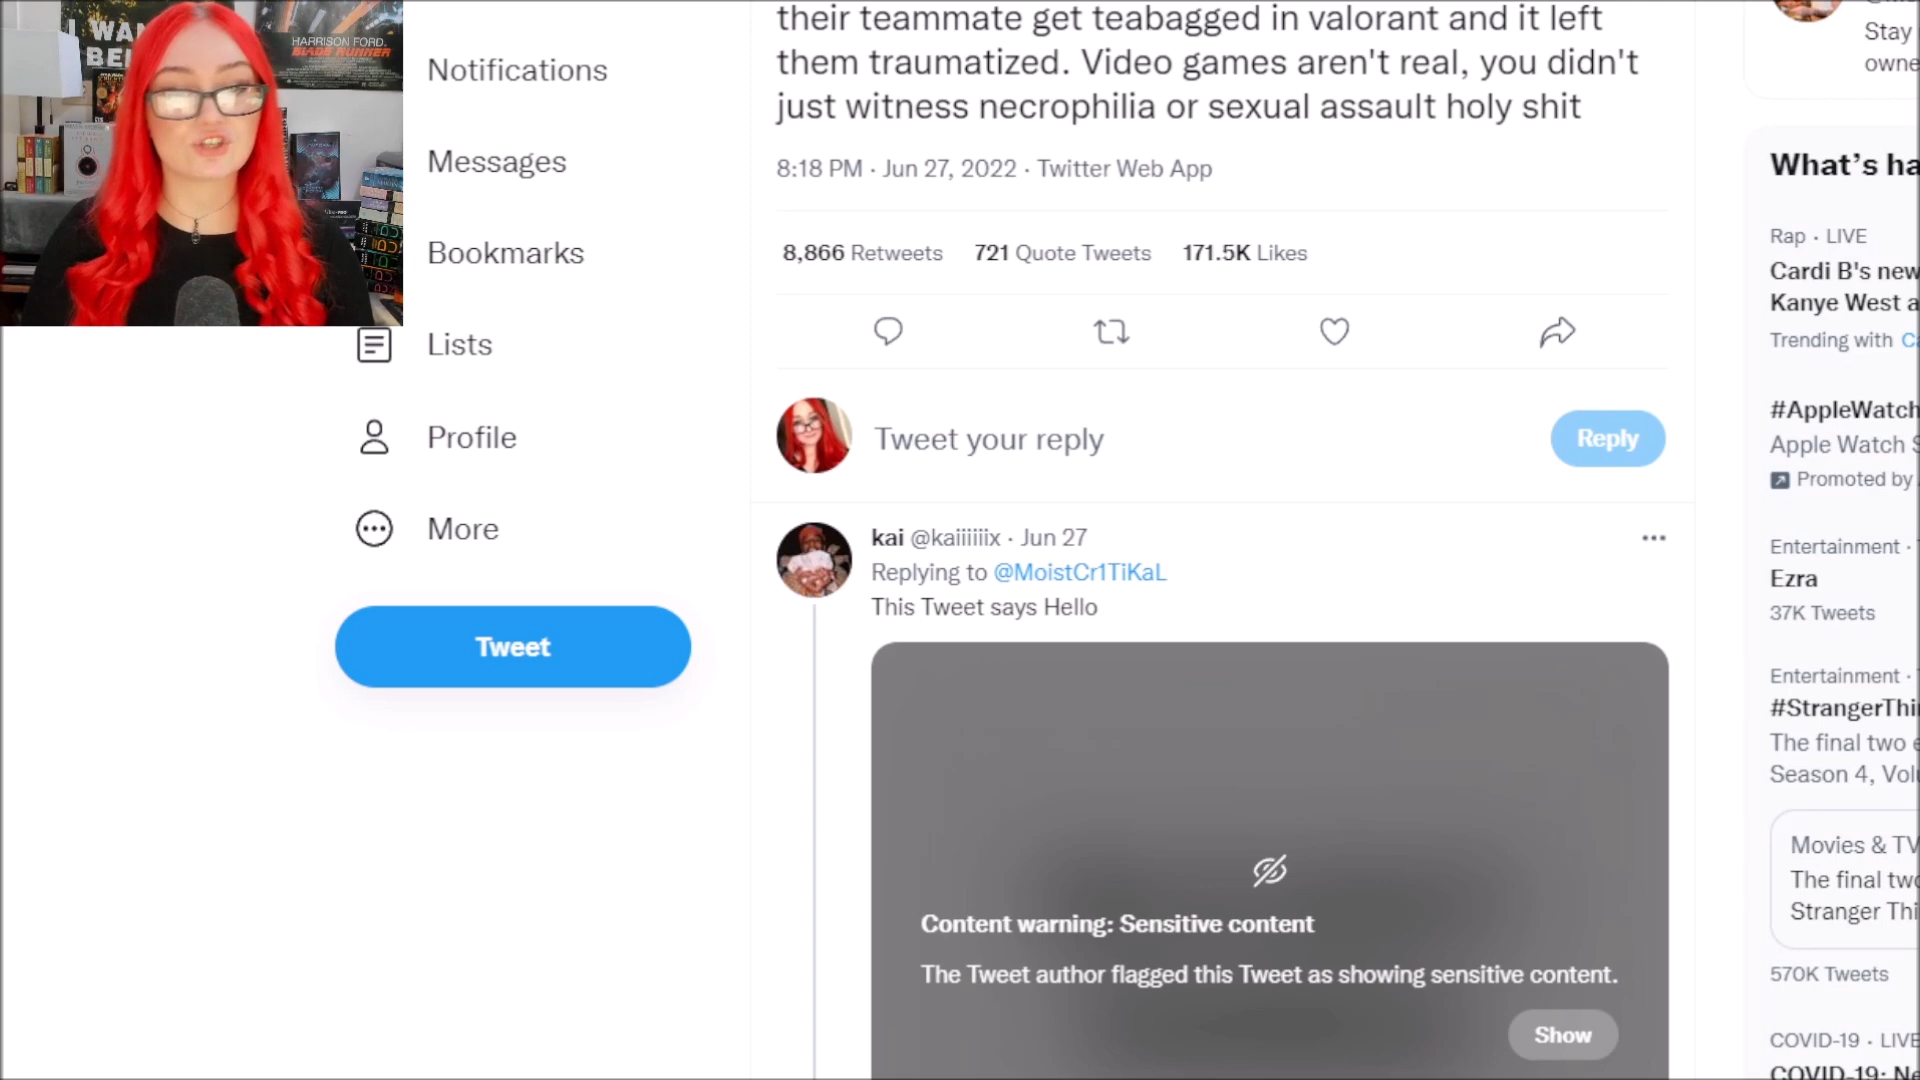 WA
BE
HARRISON FORD.
BLADE RUNNER
Notifications
Messages
Bookmarks
Lists
Profile
More
Tweet
their teammate get teabagged in valorant and it left
them traumatized. Video games aren't real, you didn't
just witness necrophilia or sexual assault holy shit
8:18 PM · Jun 27, 2022 · Twitter Web App
8,866 Retweets 721 Quote Tweets 171.5K Likes
Tweet your reply
Reply
kai @kaiiiiiix · Jun 27
Replying to @MoistCr1TiKaL
This Tweet says Hello
Content warning: Sensitive content
The Tweet author flagged this Tweet as showing sensitive content.
Show
Stay
owne
What's ha
Rap · LIVE
Cardi B's new
Kanye West a
Trending with
#AppleWatch
Apple Watch S
Promoted by
Entertainment ·
Ezra
37K Tweets
Entertainment ·
#StrangerThi
The final two e
Season 4, Vol
Movies & TV
The final two
Stranger Thi
570K Tweets
COVID-19 · LIVE
COVID-19: Ne